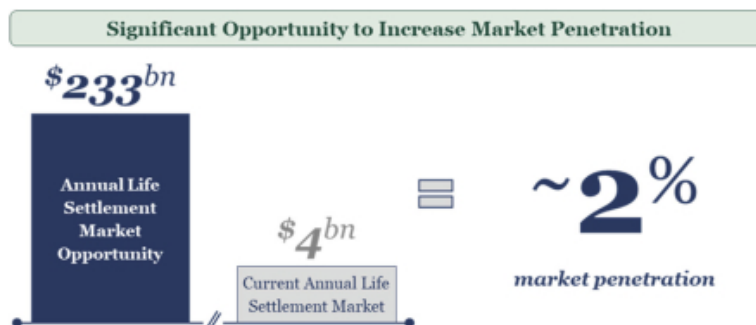 Significant Opportunity to Increase Market Penetration
$233bn
Annual Life
Settlement
Market
Opportunity
$4bn
Current Annual Life
Settlement Market
=
~2%
market penetration